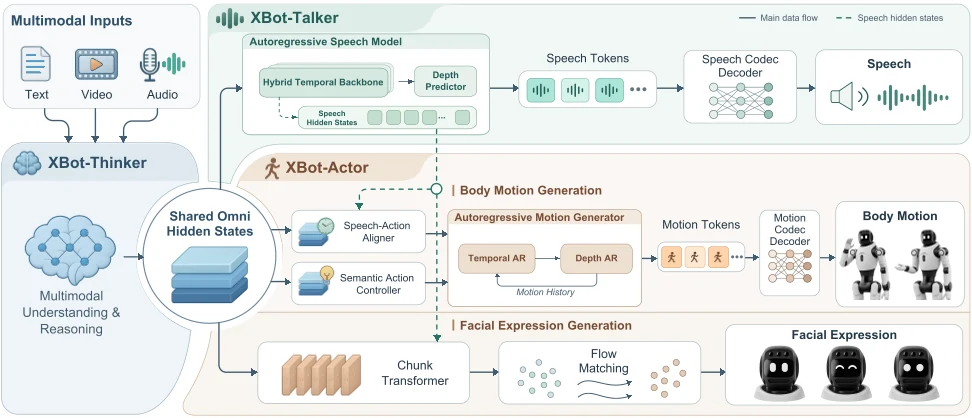 Multimodal Inputs
Text
Video
Audio
XBot-Thinker
Multimodal
Understanding &
Reasoning
Shared Omni
Hidden States
XBot-Talker
Main data flow
Speech hidden states
Autoregressive Speech Model
Hybrid Temporal Backbone
Depth
Predictor
Speech
Hidden States
...
Speech Tokens
Speech Codec
Decoder
Speech
XBot-Actor
Body Motion Generation
Speech-Action
Aligner
Semantic Action
Controller
Autoregressive Motion Generator
Temporal AR
Depth AR
Motion History
Motion Tokens
Motion
Codec
Decoder
Body Motion
Facial Expression Generation
Chunk
Transformer
Flow
Matching
Facial Expression